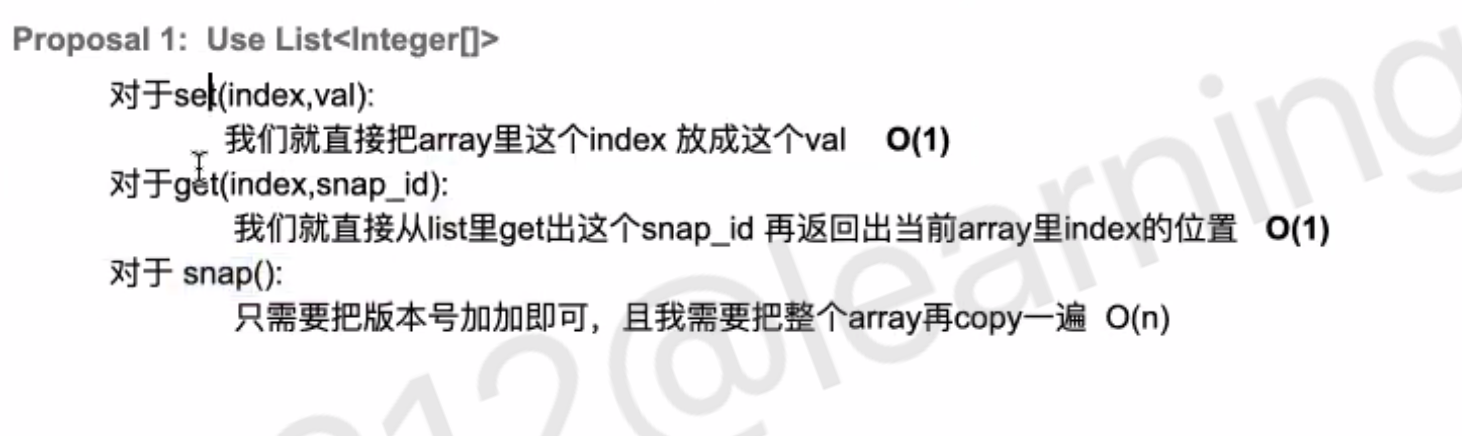 Proposal 1:  Use List<Integer[]>
对于set(index,val):
我们就直接把array里这个index 放成这个val    O(1)
对于get(index,snap_id):
我们就直接从list里get出这个snap_id 再返回出当前array里index的位置   O(1)
对于 snap():
只需要把版本号加加即可，且我需要把整个array再copy一遍  O(n)
12@learning